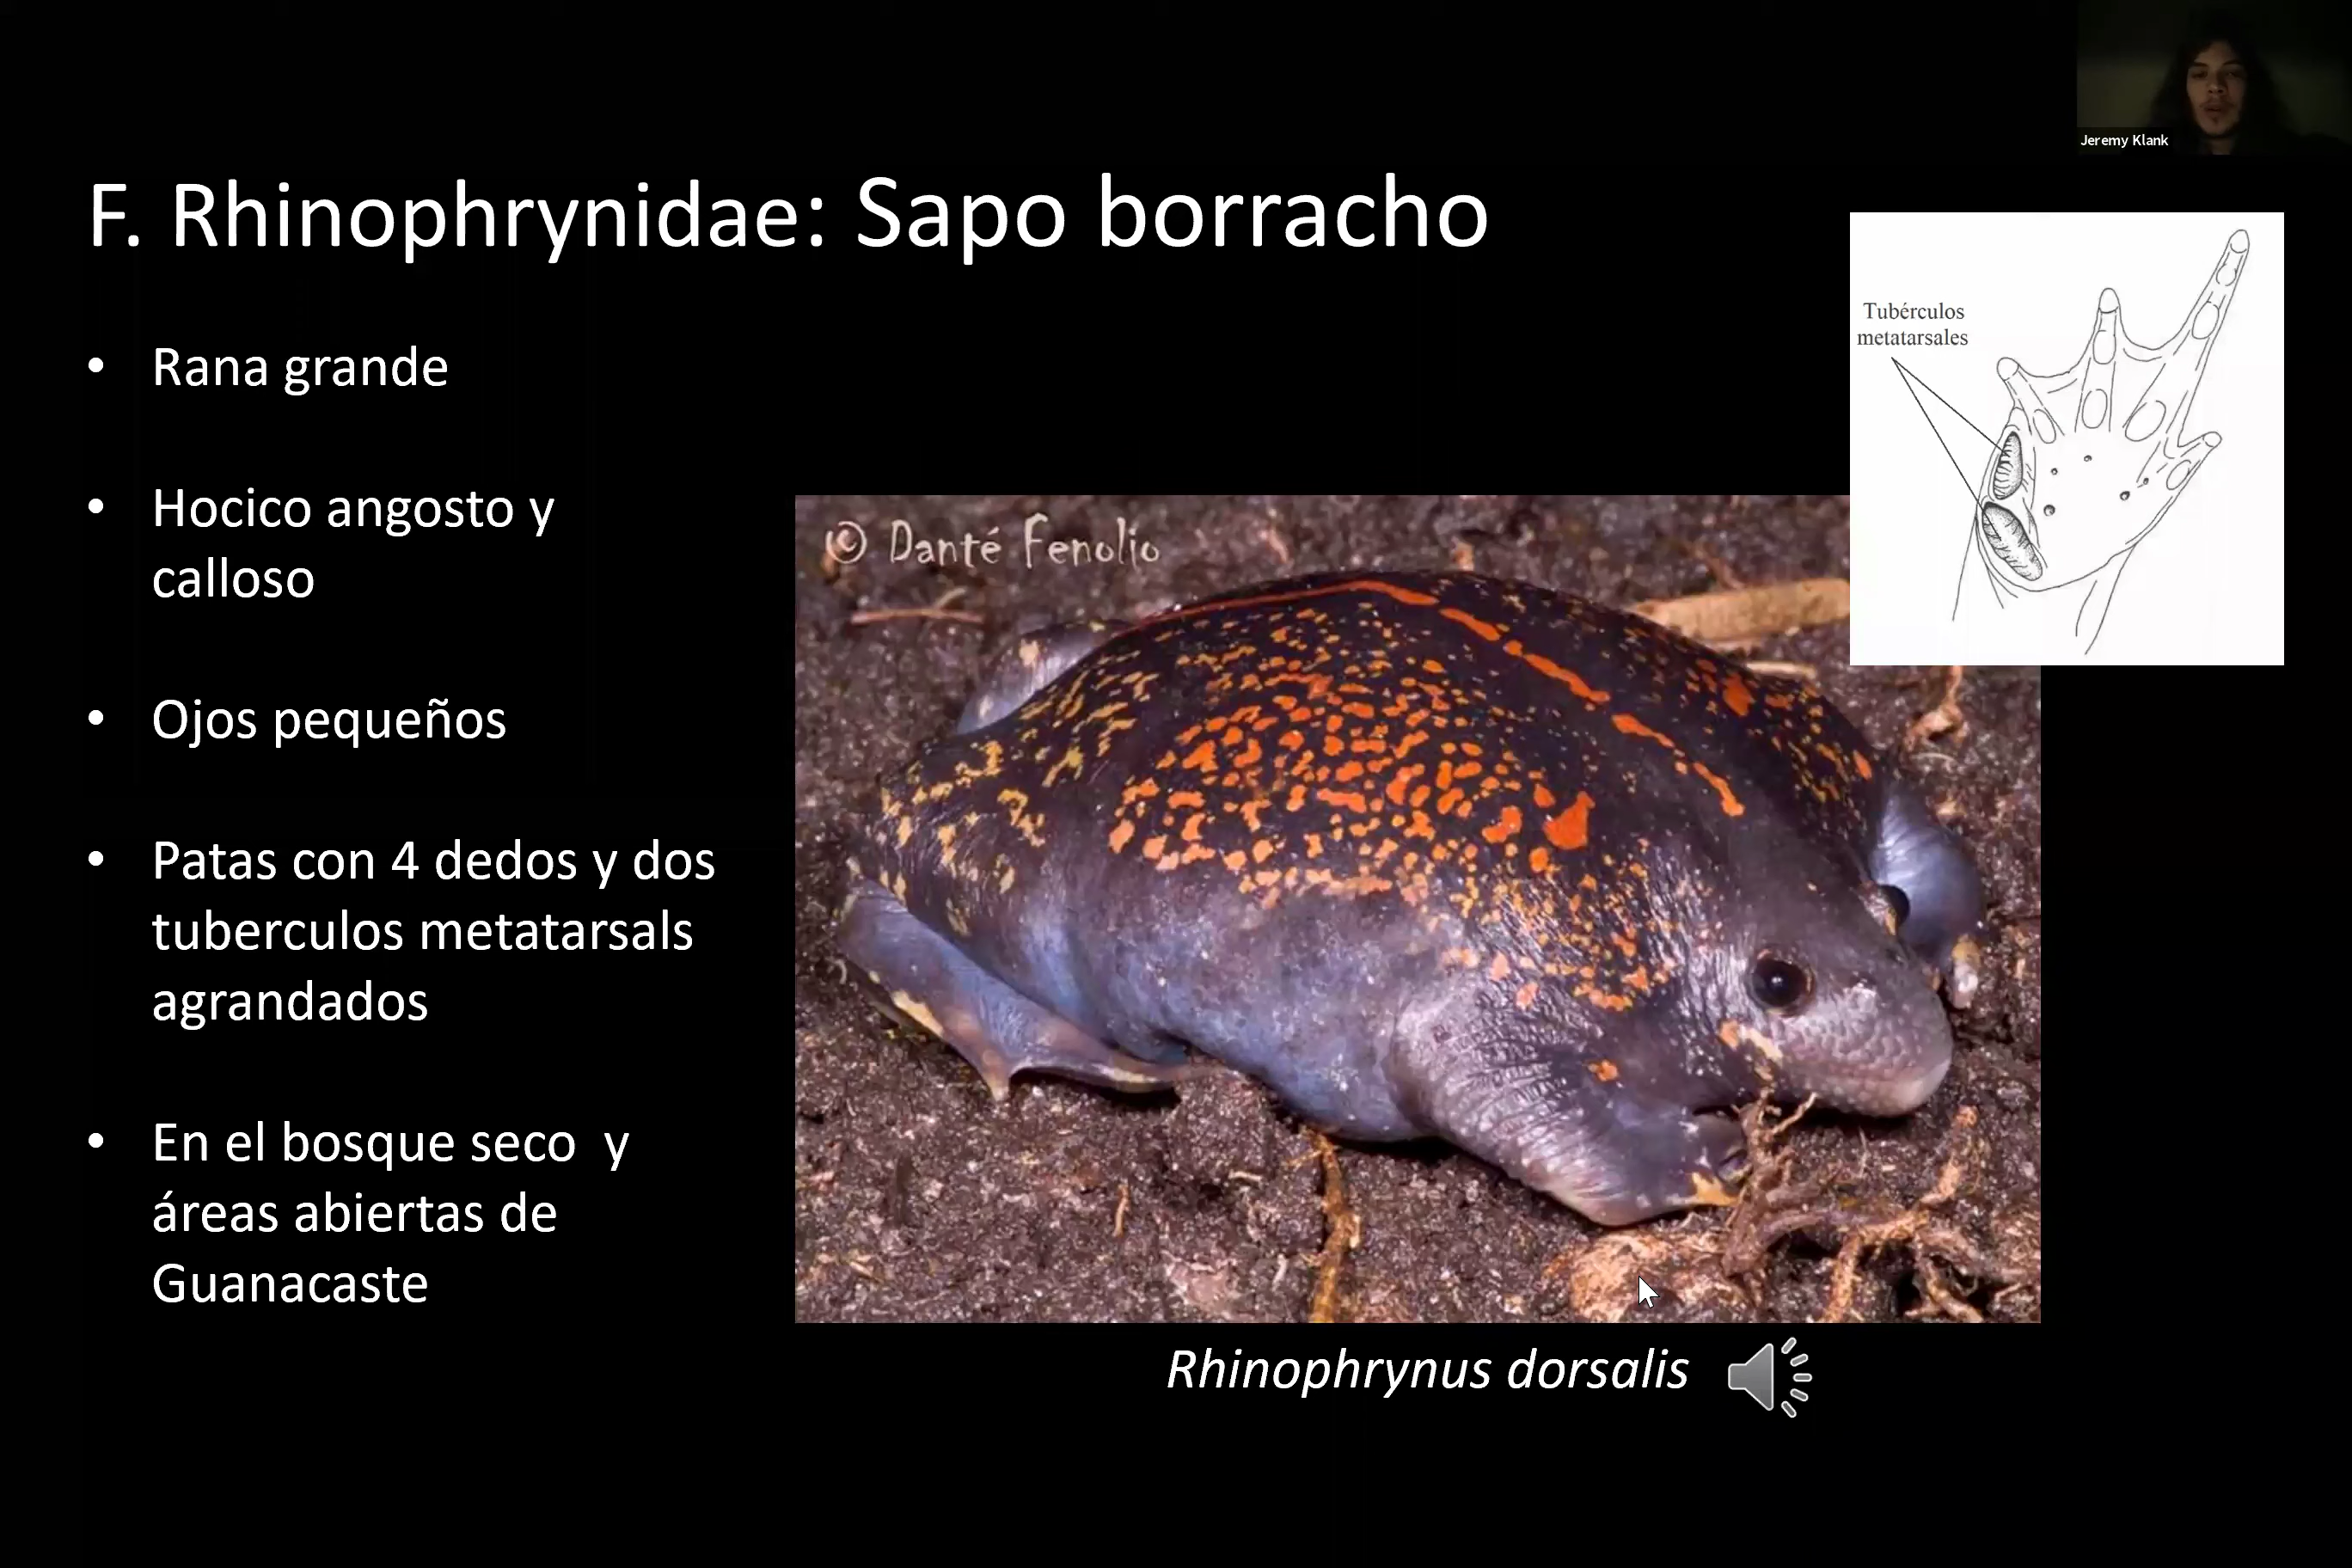 Jeremy Klank
F. Rhinophrynidae: Sapo borracho
• Rana grande
• Hocico angosto y
calloso
• Ojos pequeños
• Patas con 4 dedos y dos
tuberculos metatarsals
agrandados
• En el bosque seco  y
áreas abiertas de
Guanacaste
Tubérculos
metatarsales
© Danté Fenolio
Rhinophrynus dorsalis